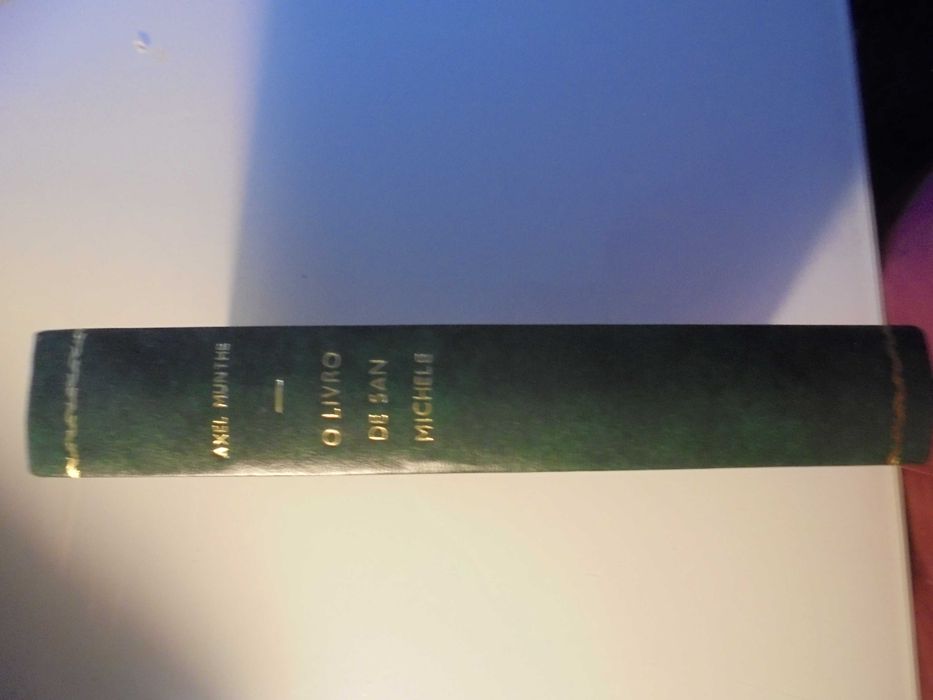 AXEL MUNTHE
O LIVRO
DE SAN
MICHELE